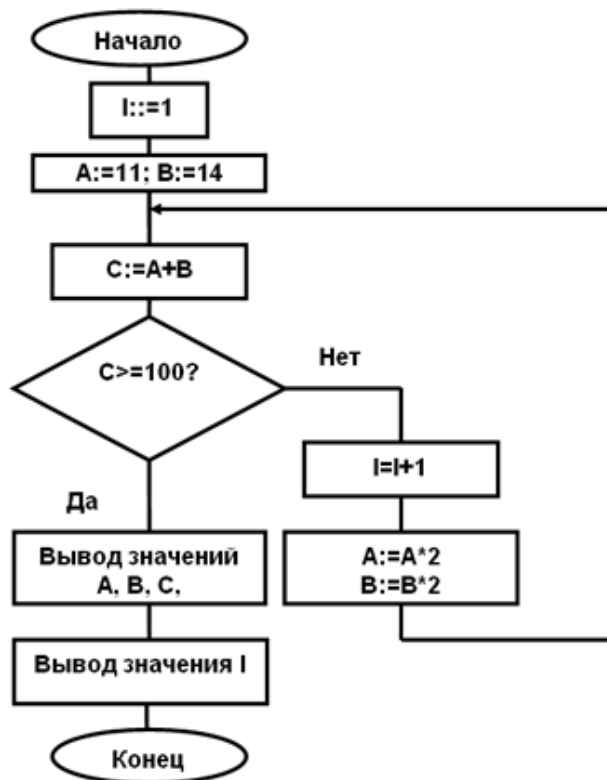 Начало
I::=1
A:=11; B:=14
C:=A+B
C>=100?
Нет
I=I+1
Да
A:=A*2
B:=B*2
Вывод значений
A, B, C,
Вывод значения I
Конец